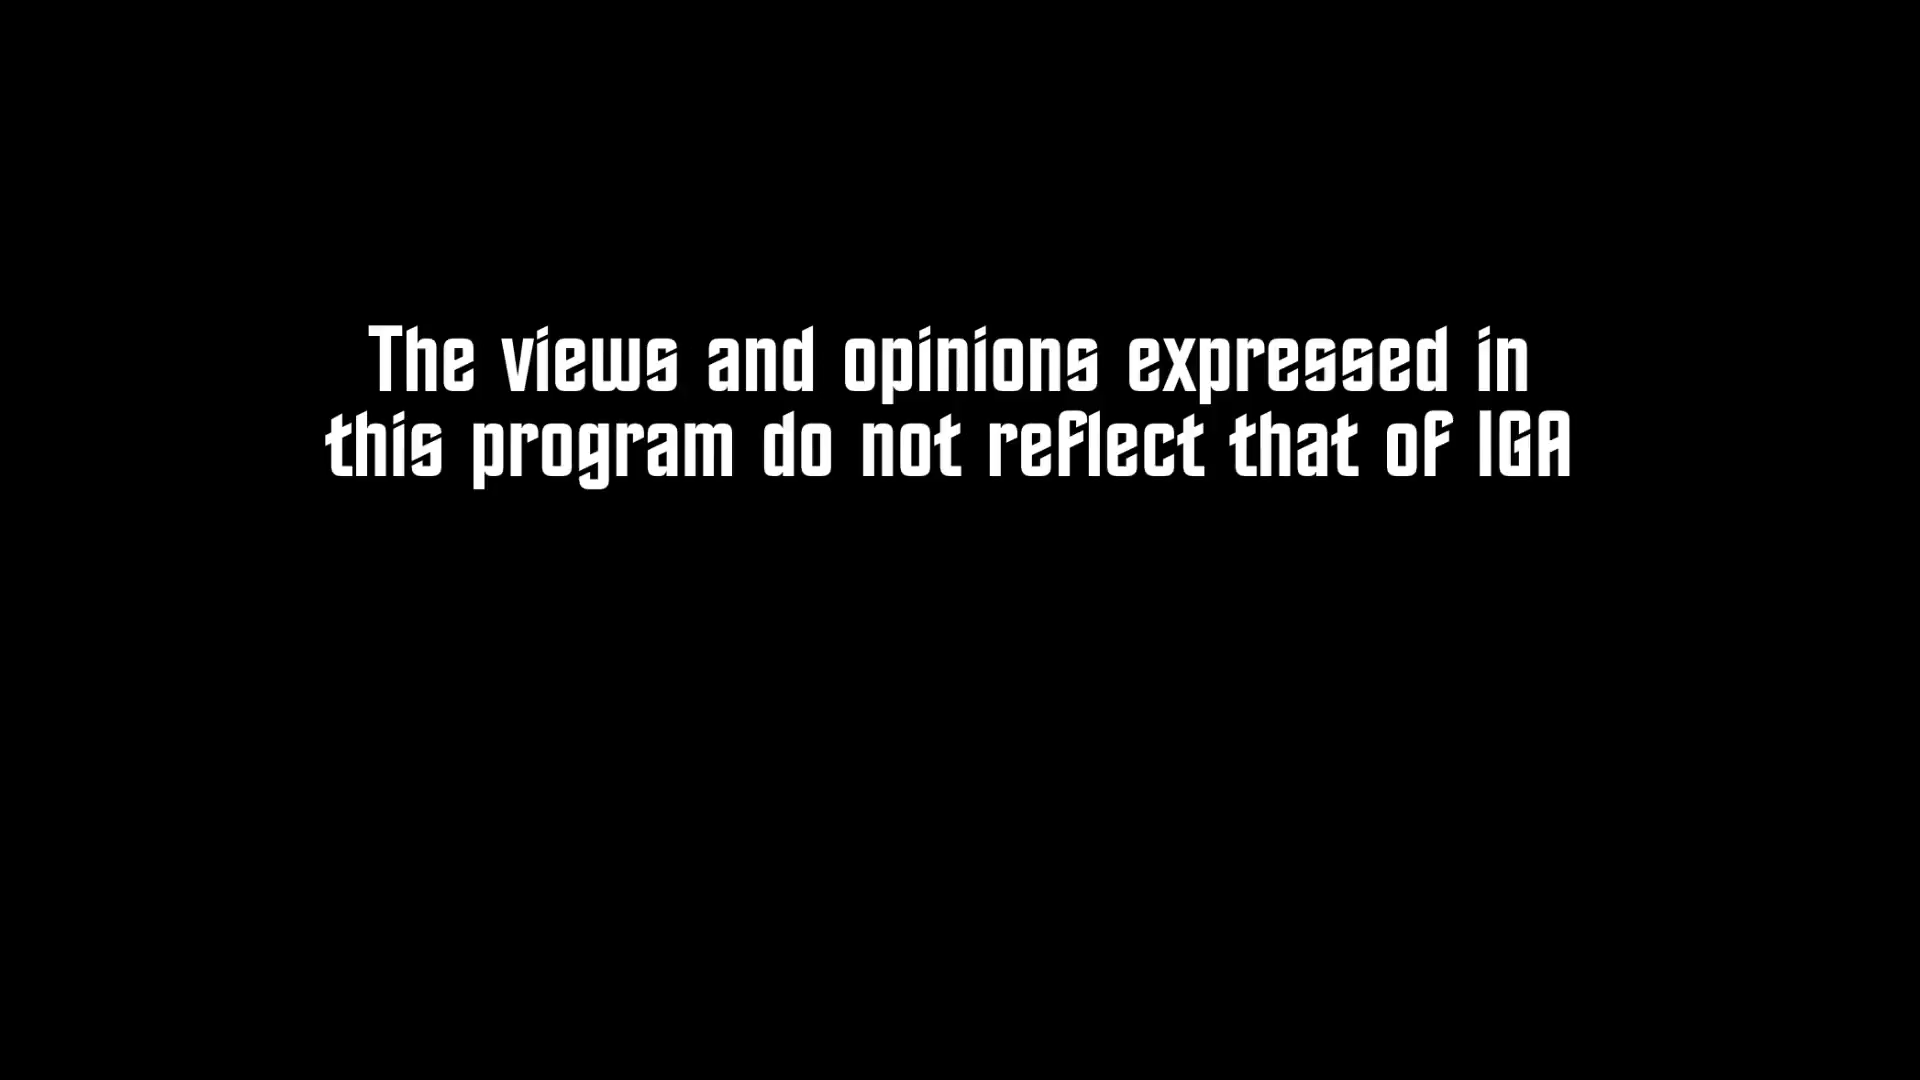 The views and opinions expressed in
this program do not reflect that of IGA